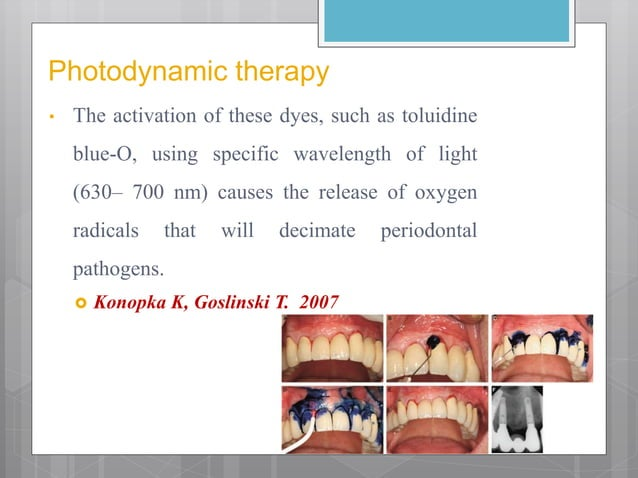 Photodynamic therapy
• The activation of these dyes, such as toluidine
blue-O, using specific wavelength of light
(630– 700 nm) causes the release of oxygen
radicals that will decimate periodontal
pathogens.
Konopka K, Goslinski T. 2007